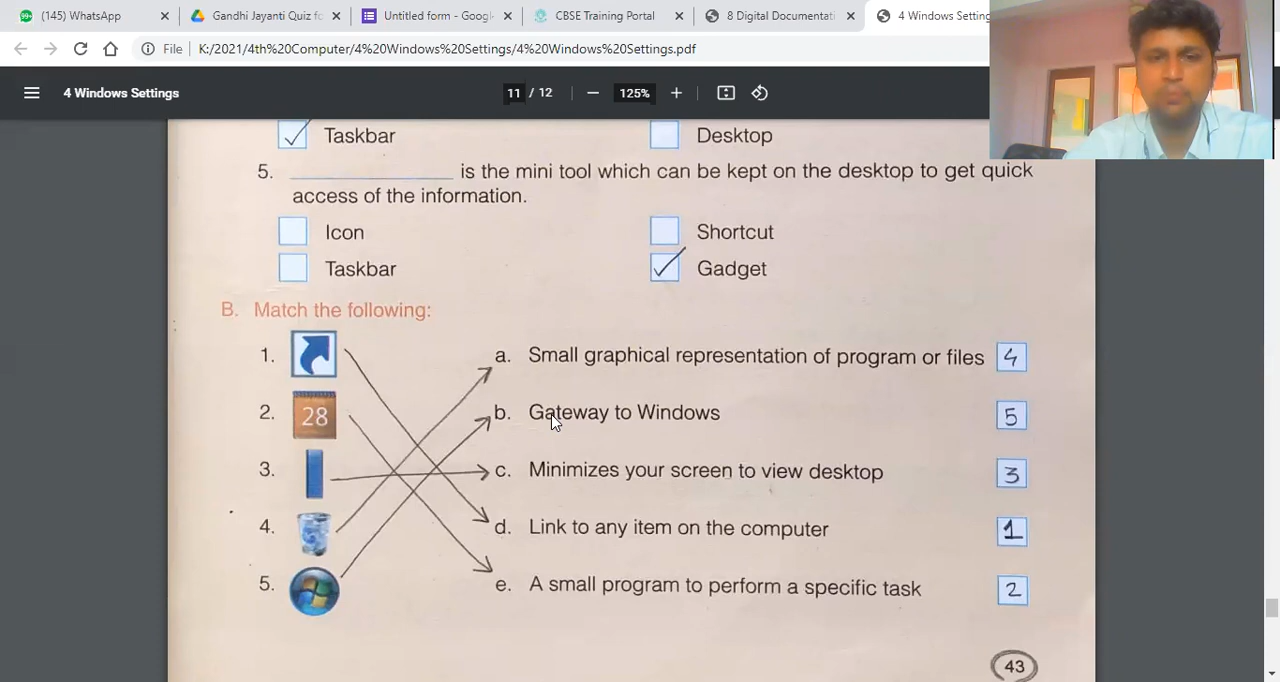 (145) WhatsApp
Gandhi Jayanti Quiz fo
Untitled form - Googl
CBSE Training Portal
8 Digital Documentati
4 Windows Setting
File
K:/2021/4th%20Computer/4%20Windows%20Settings/4%20Windows%20Settings.pdf
4 Windows Settings
11 / 12
125%
Taskbar
Desktop
5. __________ is the mini tool which can be kept on the desktop to get quick
access of the information.
Icon
Shortcut
Taskbar
Gadget
B. Match the following:
1.
a. Small graphical representation of program or files 4
2. 28
b. Gateway to Windows 5
3.
c. Minimizes your screen to view desktop 3
4.
d. Link to any item on the computer 1
5.
e. A small program to perform a specific task 2
43